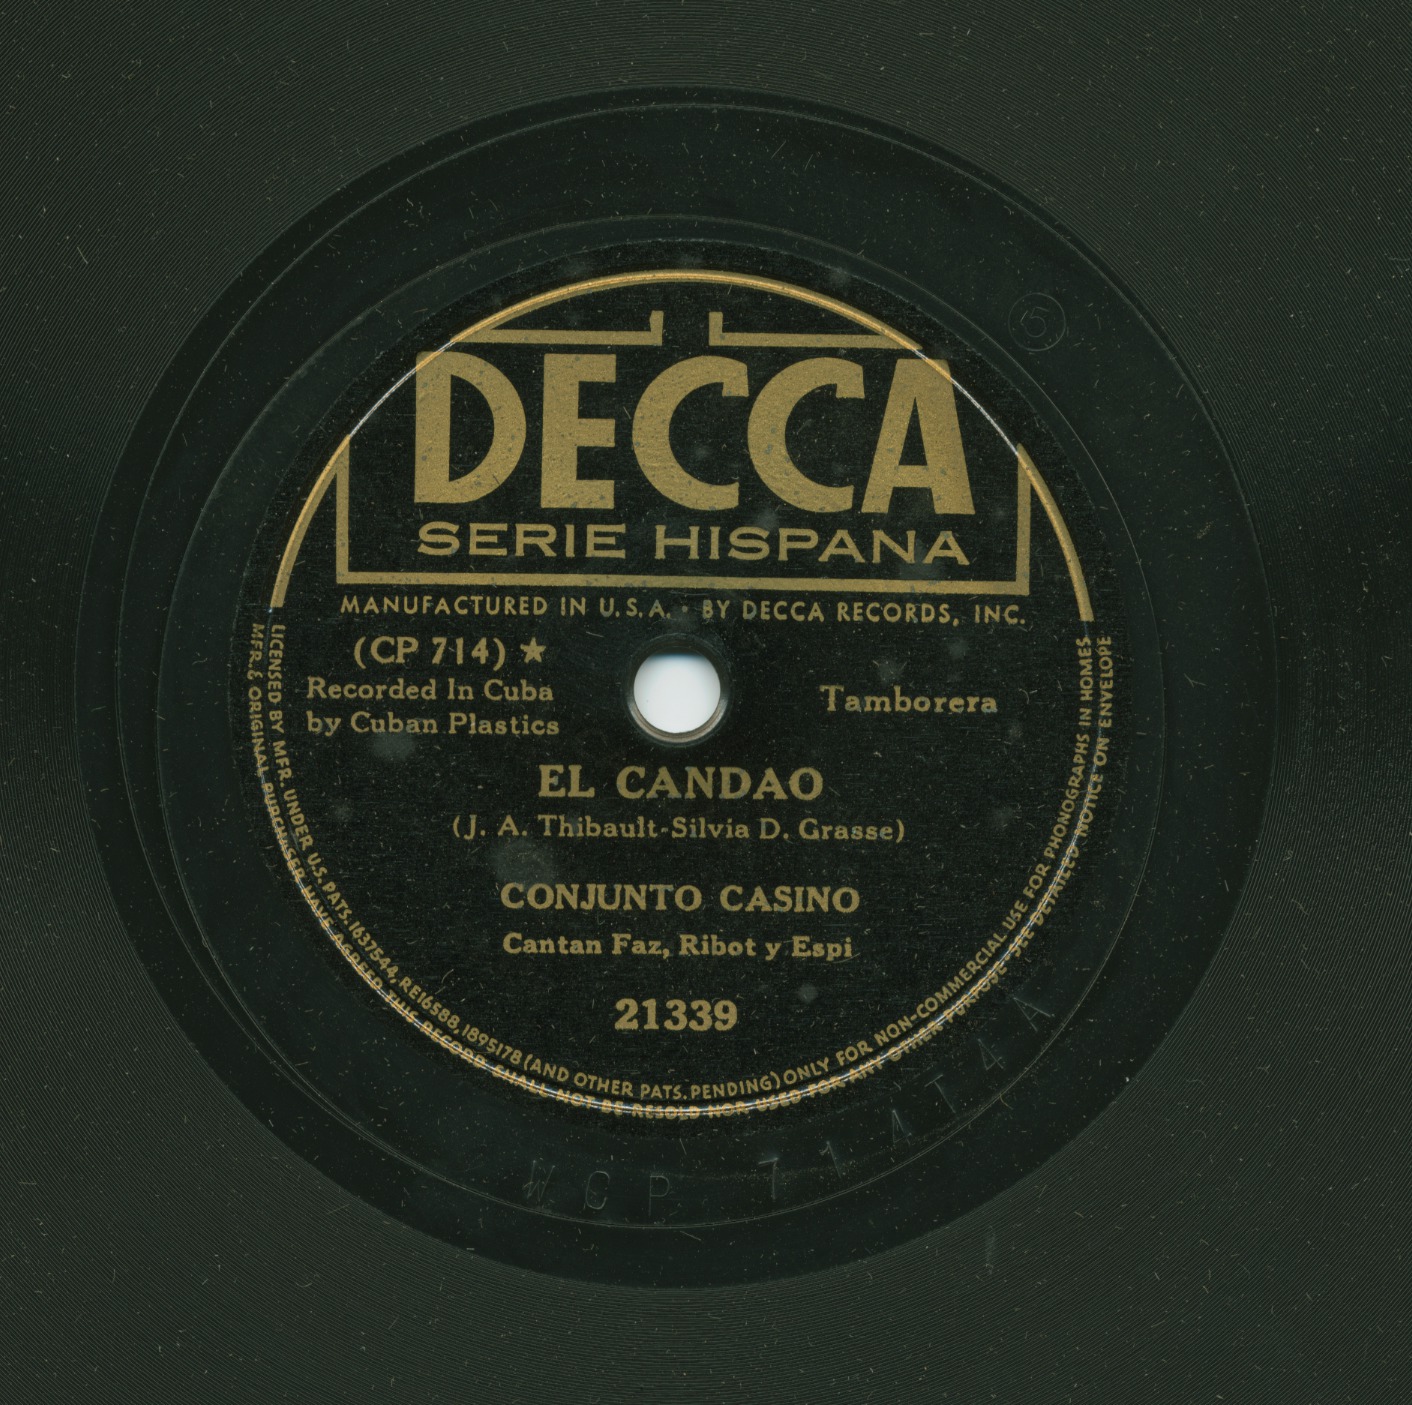 DECCA
SERIE HISPANA
MANUFACTURED IN U.S.A. • BY DECCA RECORDS, INC.
(CP 714) ★
Recorded In Cuba
by Cuban Plastics
Tamborera
EL CANDAO
(J. A. Thibault-Silvia D. Grasse)
CONJUNTO CASINO
Cantan Faz, Ribot y Espi
21339
LICENSED BY MFR. UNDER U.S. PATS. 1637544, RE16588, 1895178 (AND OTHER PATS. PENDING) ONLY FOR NON-COMMERCIAL USE FOR PHONOGRAPHS IN HOMES
MFR. & ORIGINAL PURCHASER HAVE AGREED THIS RECORD SHALL NOT BE RESOLD NOR USED FOR ANY OTHER PURPOSE · SEE DETAILED NOTICE ON ENVELOPE
WCP 714T4A
5